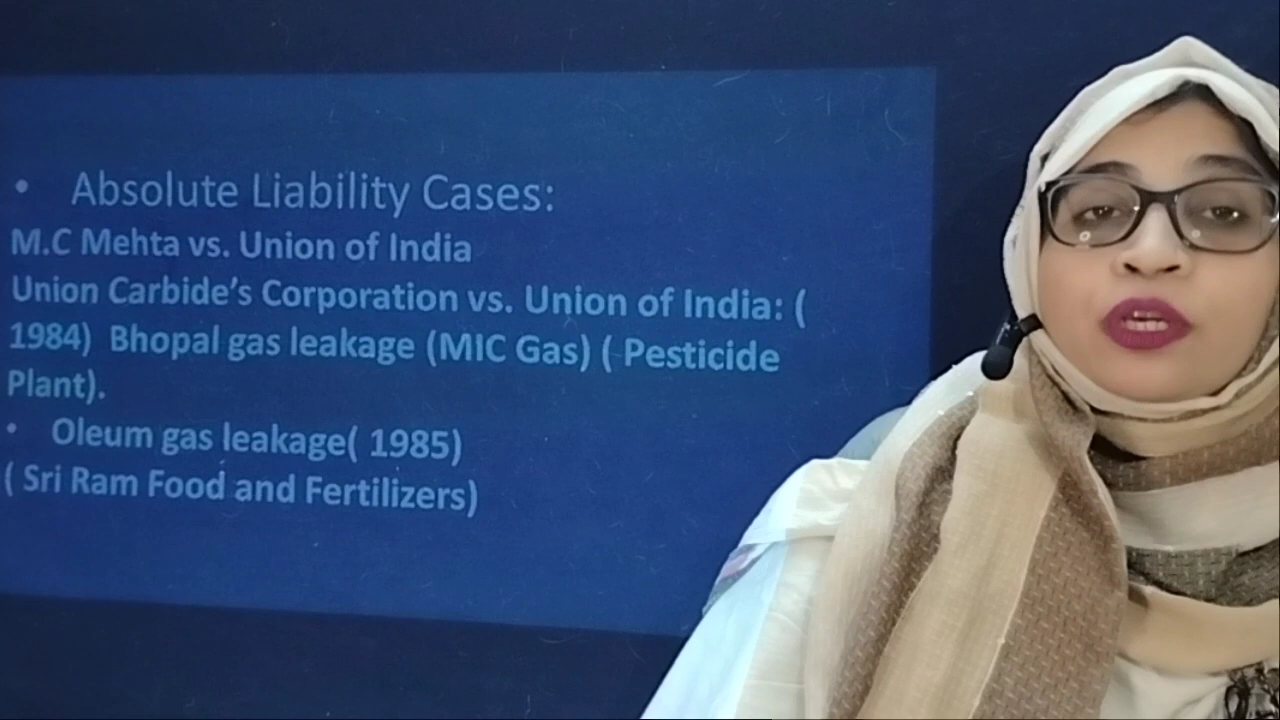 • Absolute Liability Cases:
M.C Mehta vs. Union of India
Union Carbide’s Corporation vs. Union of India: (
1984)  Bhopal gas leakage (MIC Gas) ( Pesticide
Plant).
• Oleum gas leakage( 1985)
( Sri Ram Food and Fertilizers)